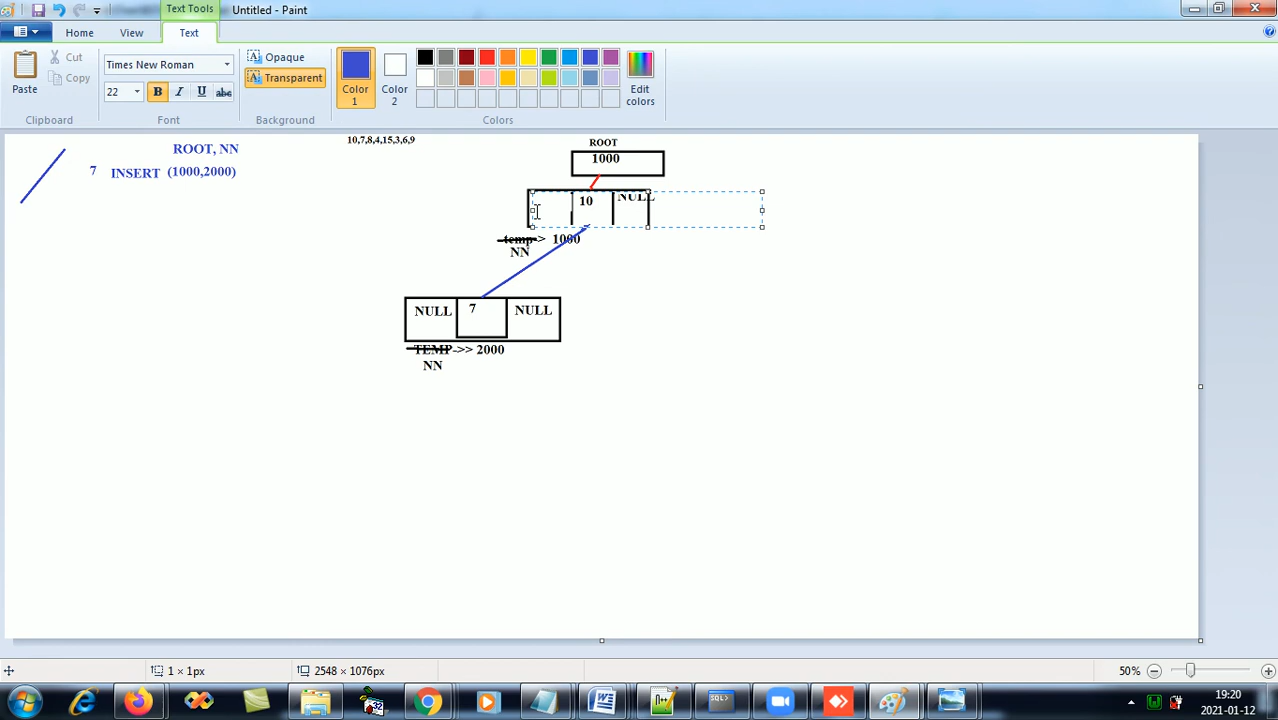 Text Tools
Untitled - Paint
Home
View
Text
Paste
Cut
Copy
Clipboard
Times New Roman
22
B
I
U
abc
Font
Opaque
Transparent
Background
Color
1
Color
2
Edit
colors
Colors
10,7,8,4,15,3,6,9
ROOT
1000
ROOT, NN
7 INSERT (1000,2000)
10
NULL
temp-> 1000
NN
NULL
7
NULL
TEMP->> 2000
NN
1 × 1px
2548 × 1076px
50%
32
19:20
2021-01-12